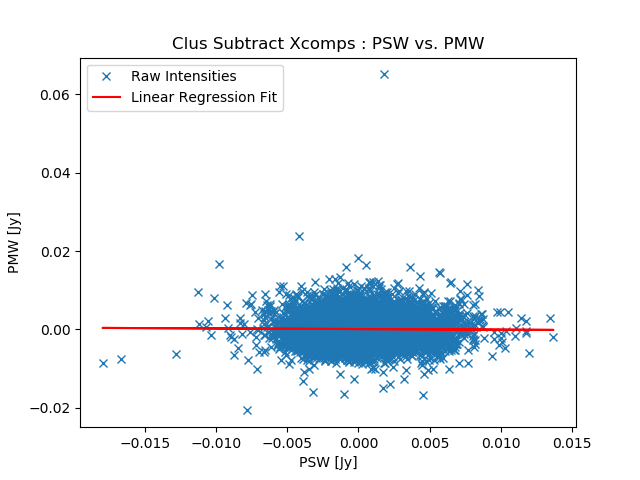 Clus Subtract Xcomps : PSW vs. PMW
Raw Intensities
Linear Regression Fit
PMW [Jy]
0.06
0.04
0.02
0.00
−0.02
−0.015
−0.010
−0.005
0.000
0.005
0.010
0.015
PSW [Jy]